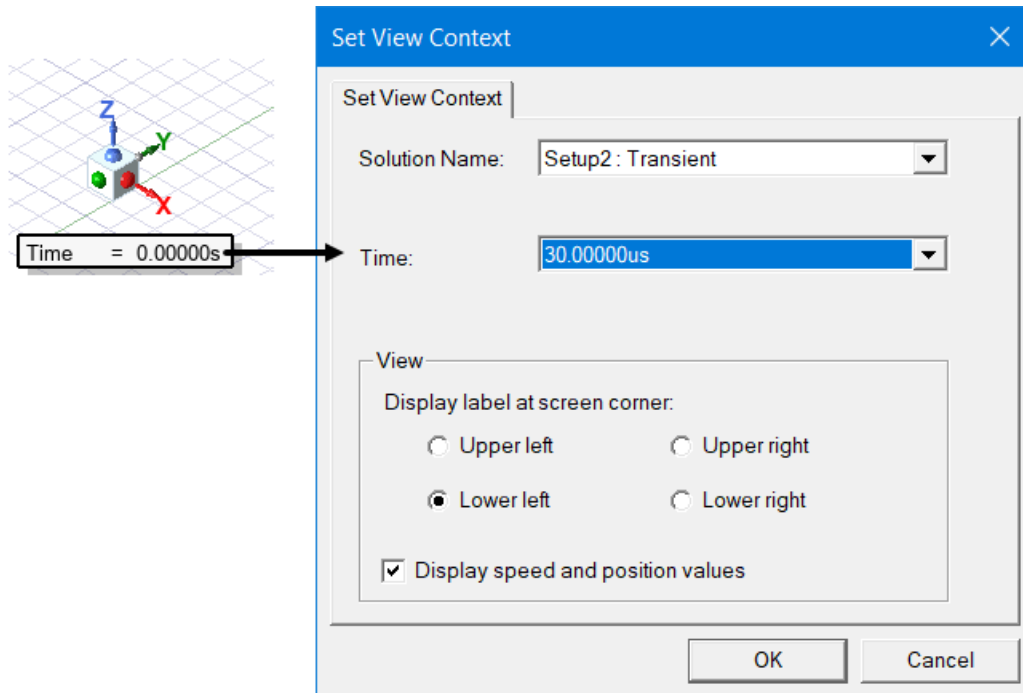 Set View Context
Set View Context
Z
Y
X
Time = 0.00000s
Solution Name: Setup2 : Transient
Time: 30.00000us
View
Display label at screen corner:
Upper left Upper right
Lower left Lower right
Display speed and position values
OK Cancel